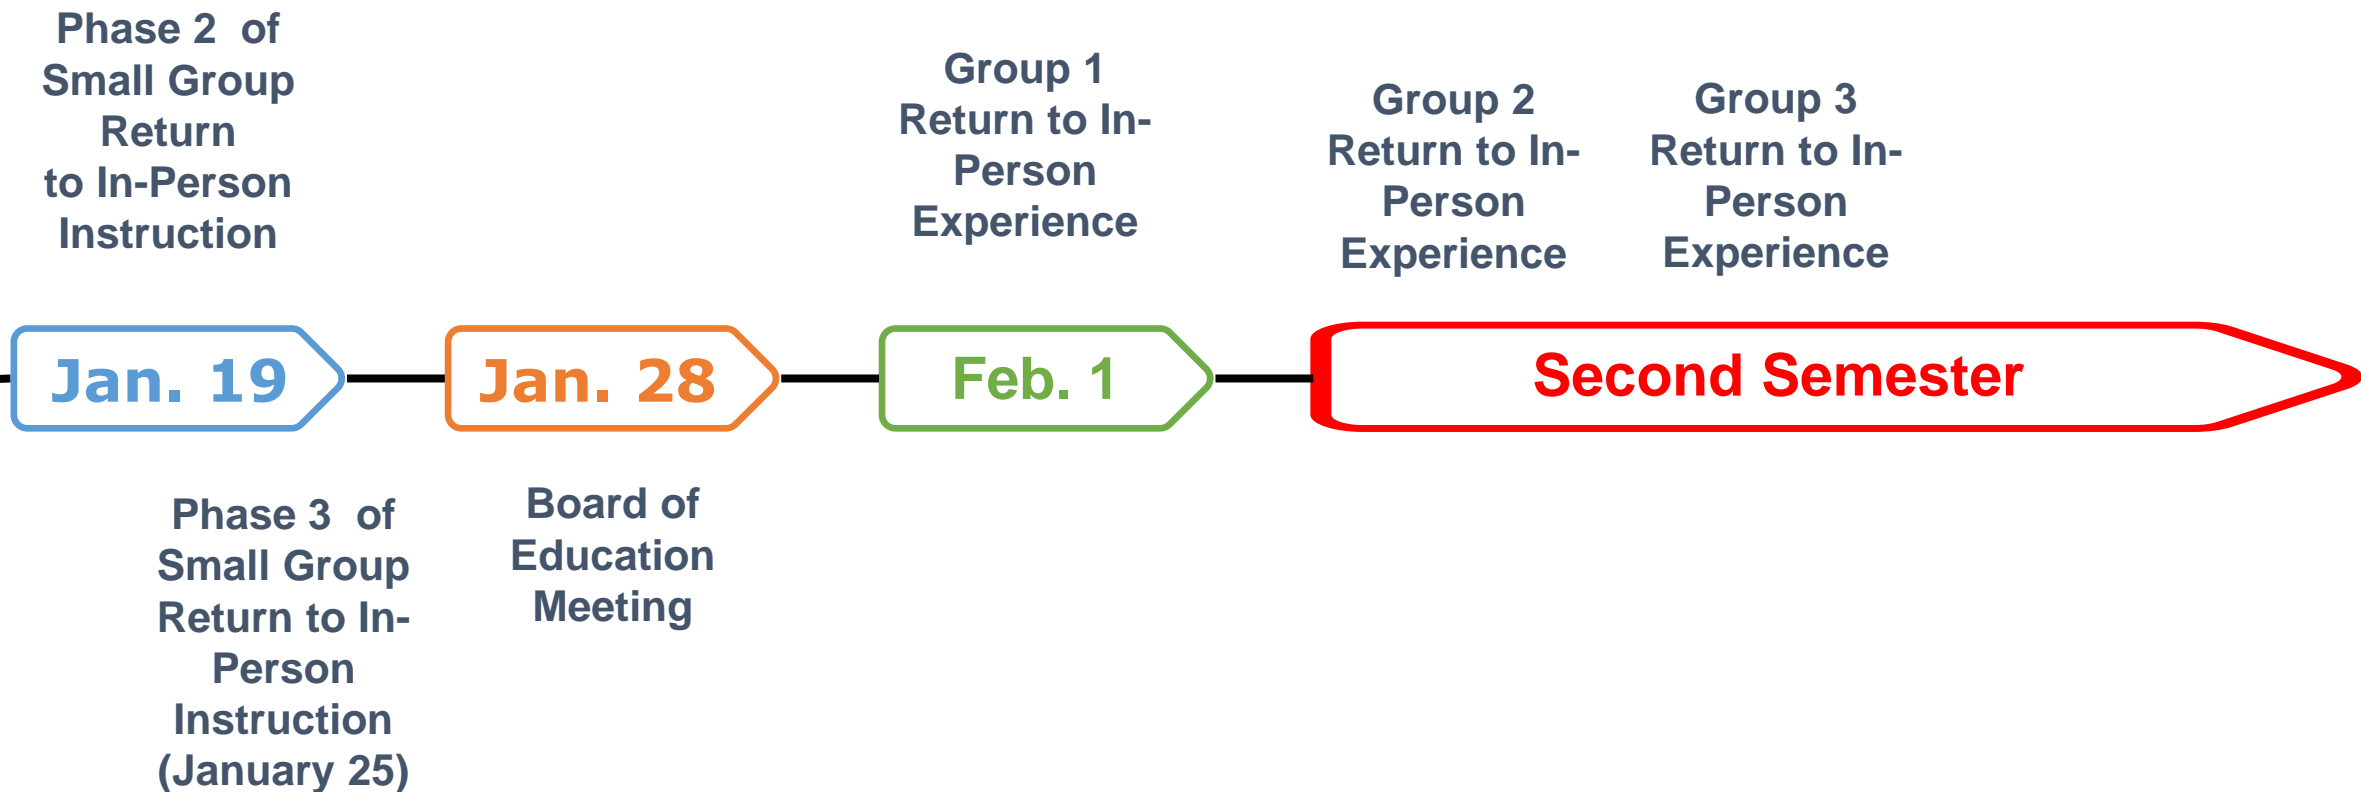 Phase 2  of
Small Group
Return
to In-Person
Instruction
Group 1
Return to In-
Person
Experience
Group 2
Return to In-
Person
Experience
Group 3
Return to In-
Person
Experience
Jan. 19
Jan. 28
Feb. 1
Second Semester
Phase 3  of
Small Group
Return to In-
Person
Instruction
(January 25)
Board of
Education
Meeting